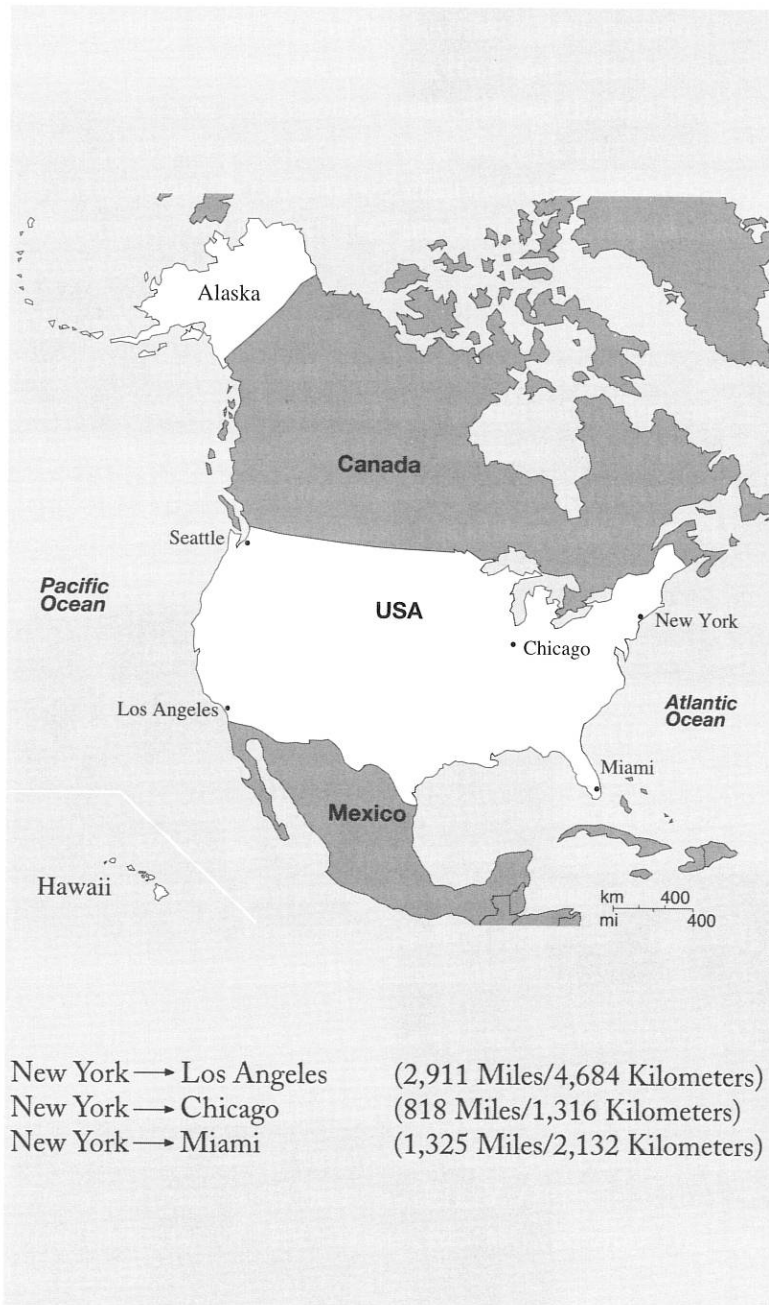 Alaska
Canada
Seattle
Pacific
Ocean
USA
New York
Chicago
Los Angeles
Atlantic
Ocean
Miami
Mexico
Hawaii
km 400
mi 400
New York → Los Angeles (2,911 Miles/4,684 Kilometers)
New York → Chicago (818 Miles/1,316 Kilometers)
New York → Miami (1,325 Miles/2,132 Kilometers)